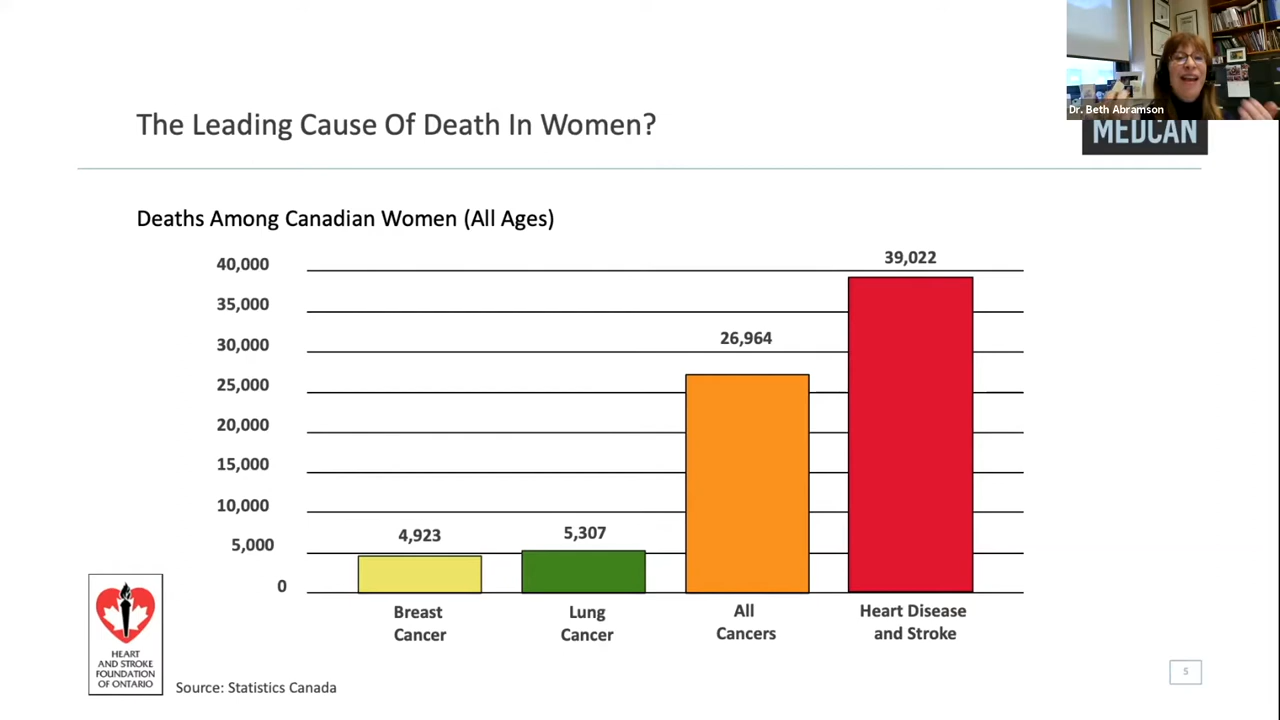 Dr. Beth Abramson
MEDCAN
The Leading Cause Of Death In Women?
Deaths Among Canadian Women (All Ages)
40,000
35,000
30,000
25,000
20,000
15,000
10,000
5,000
0
4,923
5,307
26,964
39,022
Breast
Cancer
Lung
Cancer
All
Cancers
Heart Disease
and Stroke
HEART
AND STROKE
FOUNDATION
OF ONTARIO
Source: Statistics Canada
5